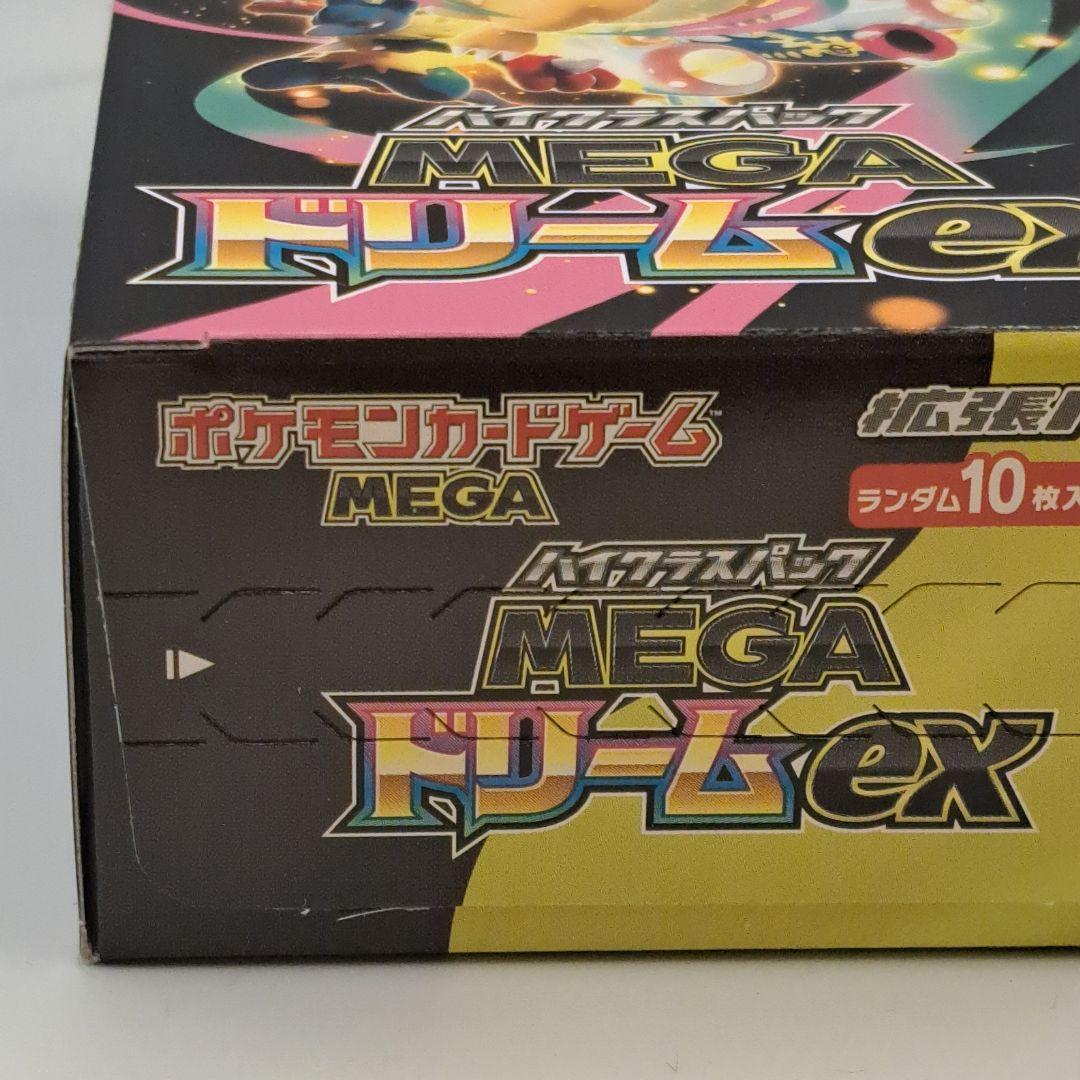 ハイクラスパック
MEGA
ドリームex
ポケモンカードゲーム™
MEGA
拡張
ランダム10枚入
ハイクラスパック
MEGA
ドリームex